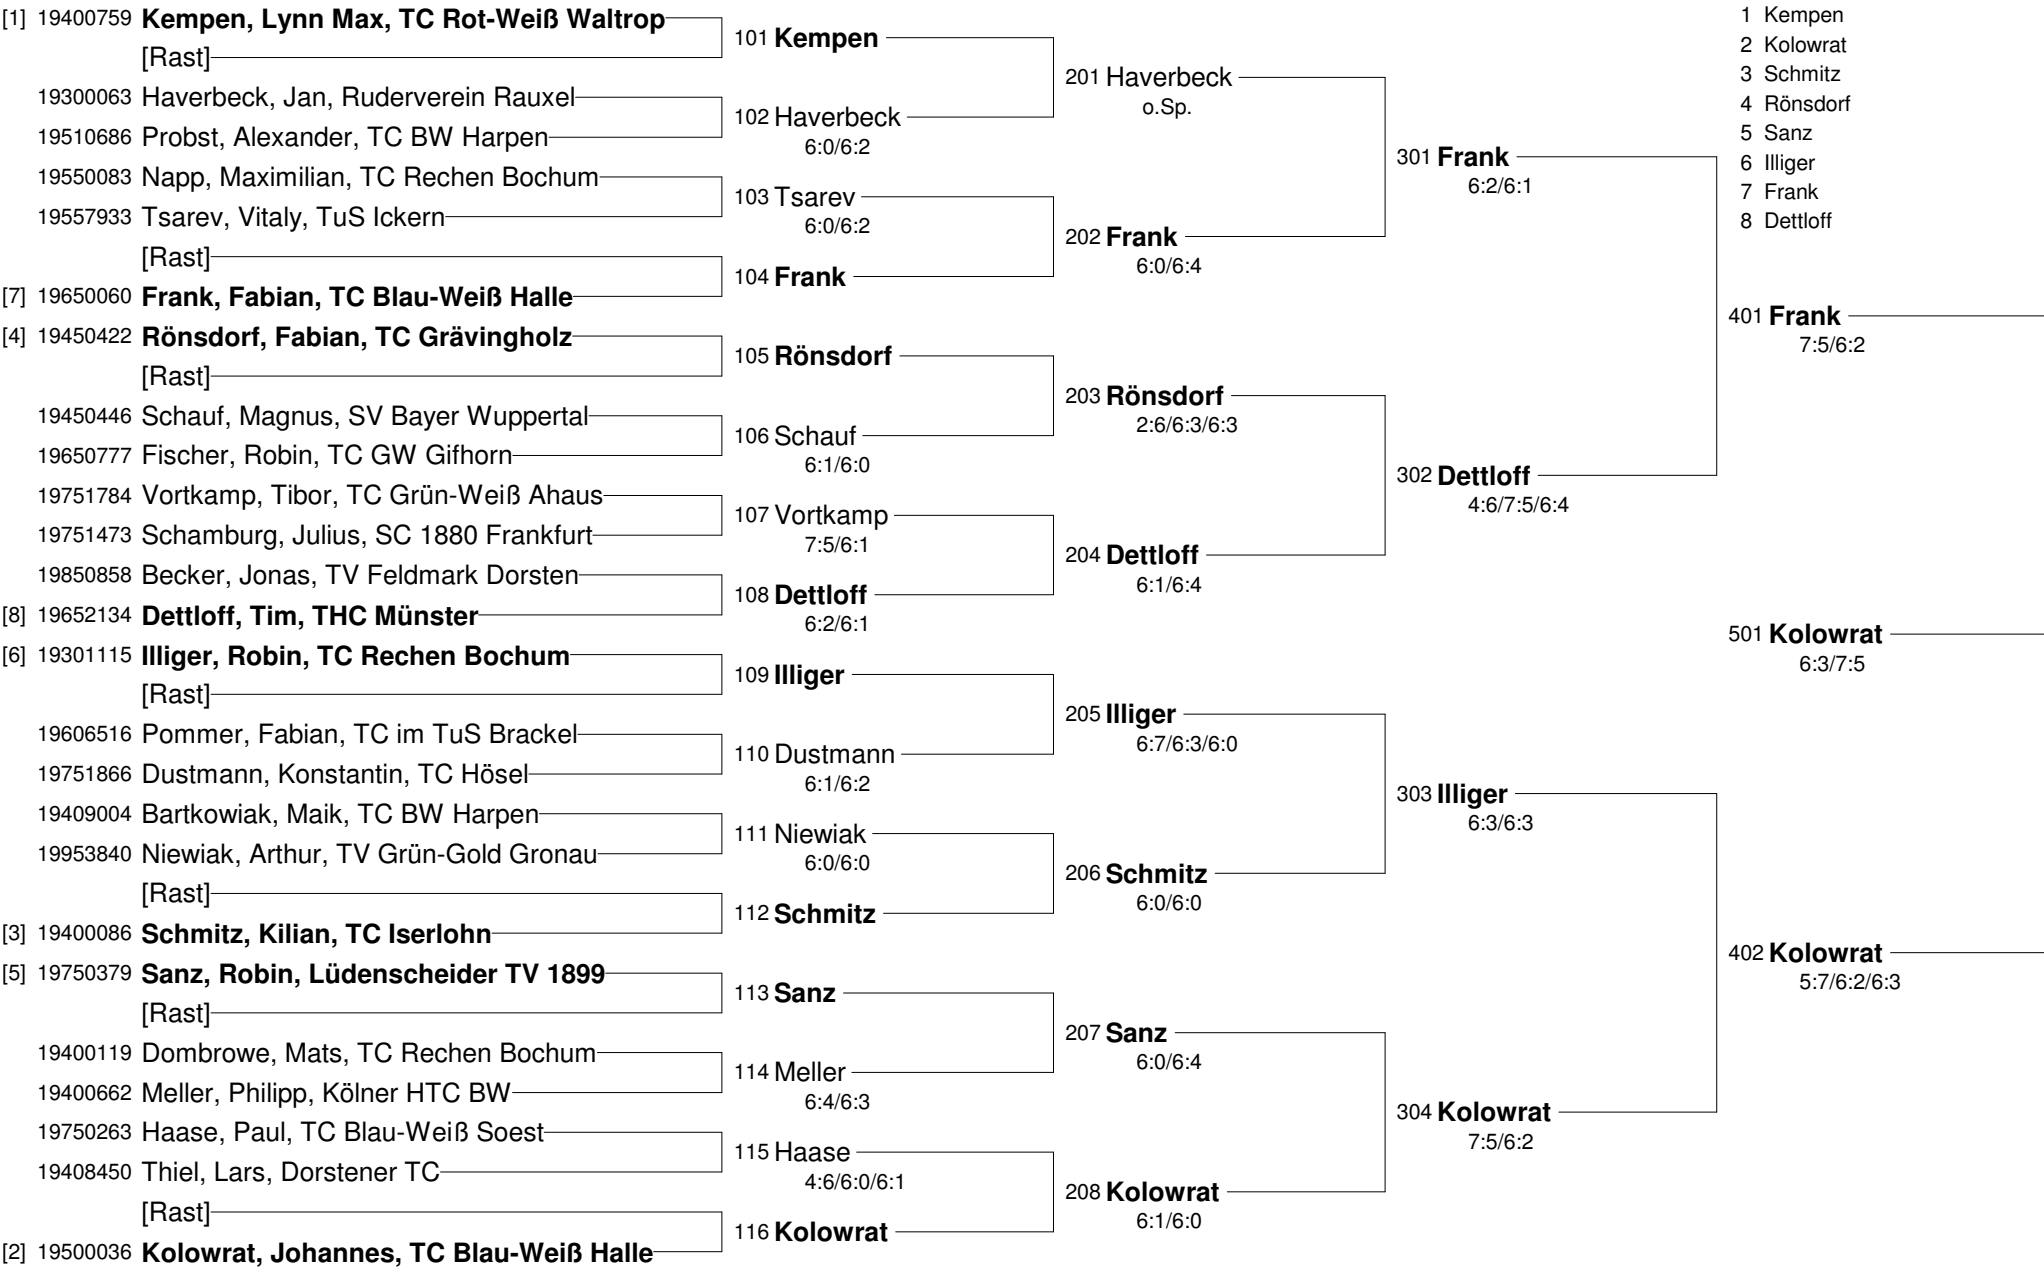 [1] 19400759 Kempen, Lynn Max, TC Rot-Weiß Waltrop
[Rast]
19300063 Haverbeck, Jan, Ruderverein Rauxel
19510686 Probst, Alexander, TC BW Harpen
19550083 Napp, Maximilian, TC Rechen Bochum
19557933 Tsarev, Vitaly, TuS Ickern
[Rast]
[7] 19650060 Frank, Fabian, TC Blau-Weiß Halle
[4] 19450422 Rönsdorf, Fabian, TC Grävingholz
[Rast]
19450446 Schauf, Magnus, SV Bayer Wuppertal
19650777 Fischer, Robin, TC GW Gifhorn
19751784 Vortkamp, Tibor, TC Grün-Weiß Ahaus
19751473 Schamburg, Julius, SC 1880 Frankfurt
19850858 Becker, Jonas, TV Feldmark Dorsten
[8] 19652134 Dettloff, Tim, THC Münster
[6] 19301115 Illiger, Robin, TC Rechen Bochum
[Rast]
19606516 Pommer, Fabian, TC im TuS Brackel
19751866 Dustmann, Konstantin, TC Hösel
19409004 Bartkowiak, Maik, TC BW Harpen
19953840 Niewiak, Arthur, TV Grün-Gold Gronau
[Rast]
[3] 19400086 Schmitz, Kilian, TC Iserlohn
[5] 19750379 Sanz, Robin, Lüdenscheider TV 1899
[Rast]
19400119 Dombrowe, Mats, TC Rechen Bochum
19400662 Meller, Philipp, Kölner HTC BW
19750263 Haase, Paul, TC Blau-Weiß Soest
19408450 Thiel, Lars, Dorstener TC
[Rast]
[2] 19500036 Kolowrat, Johannes, TC Blau-Weiß Halle
101 Kempen
102 Haverbeck
6:0/6:2
103 Tsarev
6:0/6:2
104 Frank
105 Rönsdorf
106 Schauf
6:1/6:0
107 Vortkamp
7:5/6:1
108 Dettloff
6:2/6:1
109 Illiger
110 Dustmann
6:1/6:2
111 Niewiak
6:0/6:0
112 Schmitz
113 Sanz
114 Meller
6:4/6:3
115 Haase
4:6/6:0/6:1
116 Kolowrat
201 Haverbeck
o.Sp.
202 Frank
6:0/6:4
203 Rönsdorf
2:6/6:3/6:3
204 Dettloff
6:1/6:4
205 Illiger
6:7/6:3/6:0
206 Schmitz
6:0/6:0
207 Sanz
6:0/6:4
208 Kolowrat
6:1/6:0
301 Frank
6:2/6:1
302 Dettloff
4:6/7:5/6:4
303 Illiger
6:3/6:3
304 Kolowrat
7:5/6:2
1 Kempen
2 Kolowrat
3 Schmitz
4 Rönsdorf
5 Sanz
6 Illiger
7 Frank
8 Dettloff
401 Frank
7:5/6:2
501 Kolowrat
6:3/7:5
402 Kolowrat
5:7/6:2/6:3